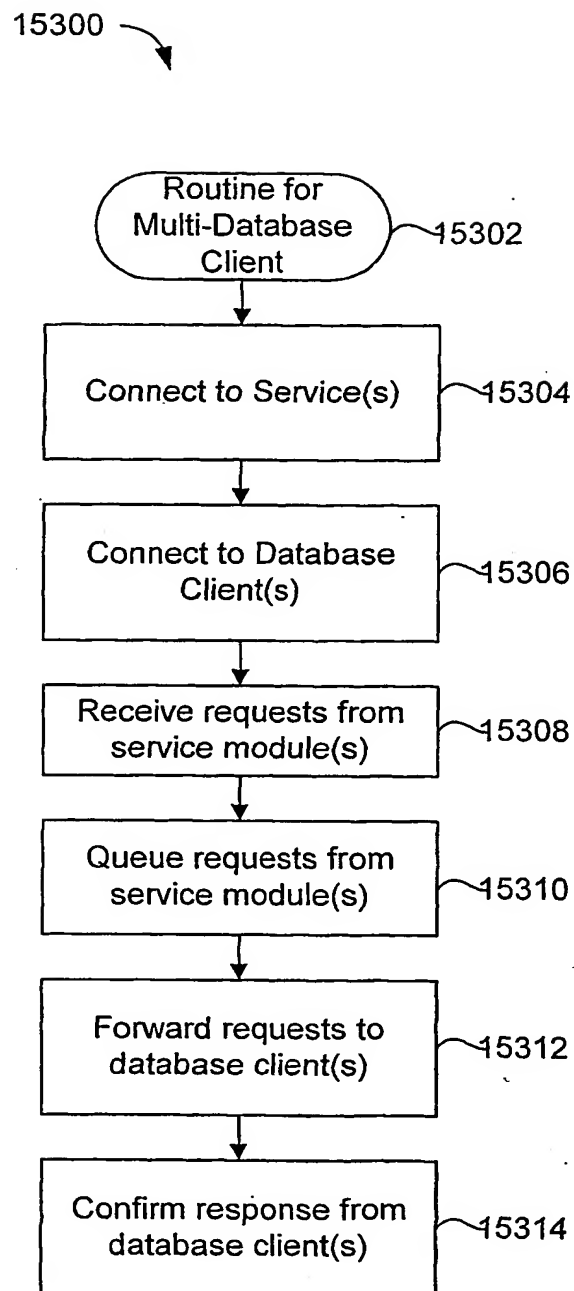 15300
Routine for
Multi-Database
Client
15302
Connect to Service(s)
15304
Connect to Database
Client(s)
15306
Receive requests from
service module(s)
15308
Queue requests from
service module(s)
15310
Forward requests to
database client(s)
15312
Confirm response from
database client(s)
15314